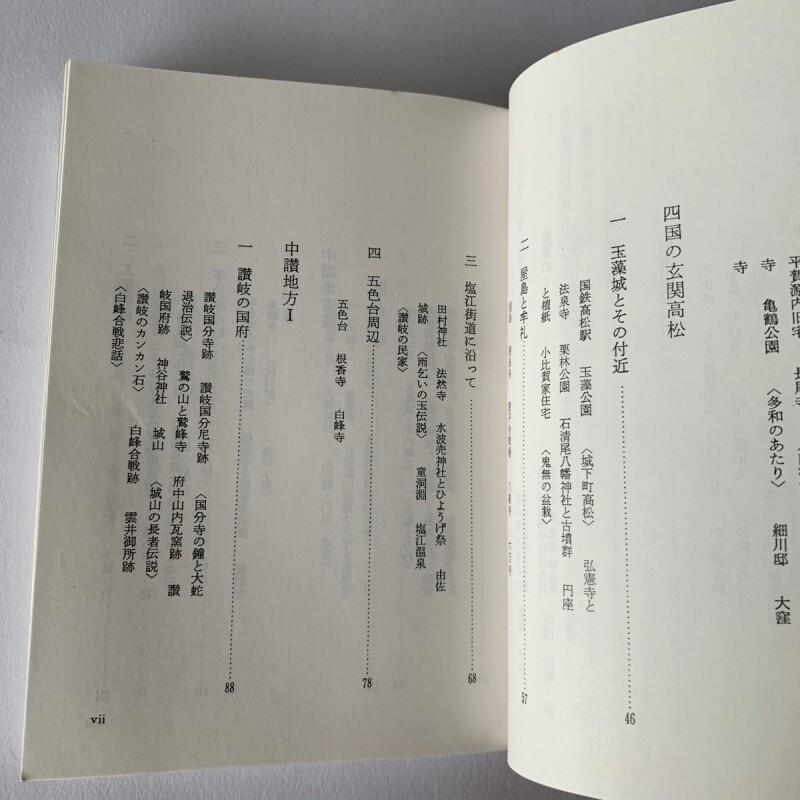 平賀源内旧宅 長尾寺
寺 亀鶴公園 〈多和のあたり〉 細川邸 大窪
寺
四国の玄関高松
一 玉藻城とその付近………46
国鉄高松駅 玉藻公園 〈城下町高松〉 弘憲寺と
法泉寺 栗林公園 石清尾八幡神社と古墳群 円座
と檀紙 小比賀家住宅 〈鬼無の盆栽〉
二 屋島と牟礼………57
三 塩江街道に沿って………68
田村神社 法然寺 水波売神社とひょうげ祭 由佐
城跡 〈雨乞いの玉伝説〉 童洞淵 塩江温泉
〈讃岐の民家〉
四 五色台周辺………78
五色台 根香寺 白峰寺
中讃地方Ⅰ
一 讃岐の国府………88
讃岐国分寺跡 讃岐国分尼寺跡 〈国分寺の鐘と大蛇
退治伝説〉 鷲の山と鷲峰寺 府中山内瓦窯跡 讃
岐国府跡 神谷神社 城山 〈城山の長者伝説〉
〈讃岐のカンカン石〉 白峰合戦跡 雲井御所跡
〈白峰合戦悲話〉
vii